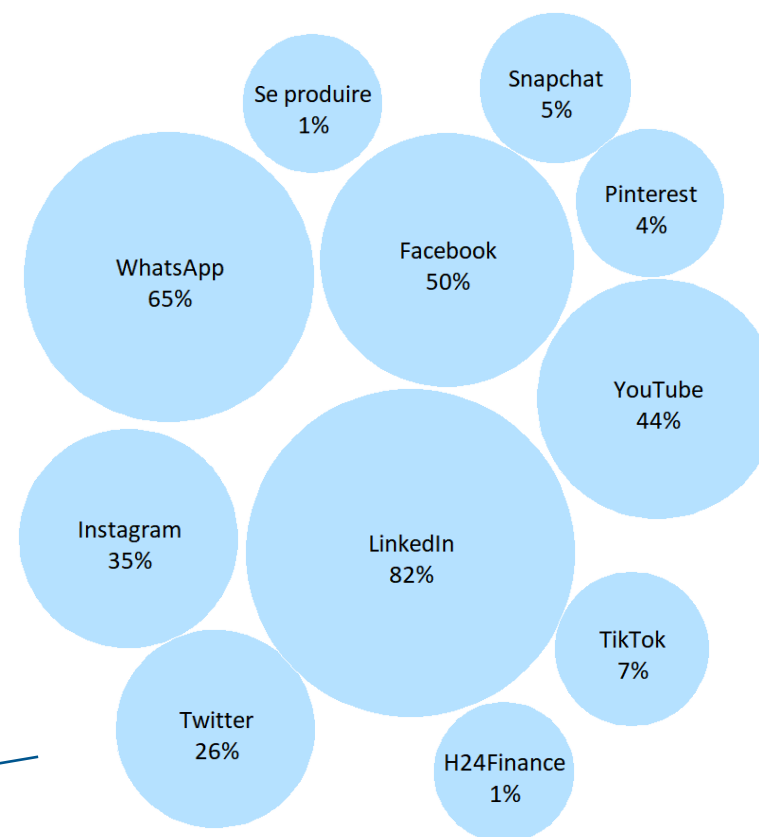 Snapchat
5%
Se produire
1%
Pinterest
4%
Facebook
50%
WhatsApp
65%
YouTube
44%
Instagram
35%
LinkedIn
82%
TikTok
7%
Twitter
26%
H24Finance
1%